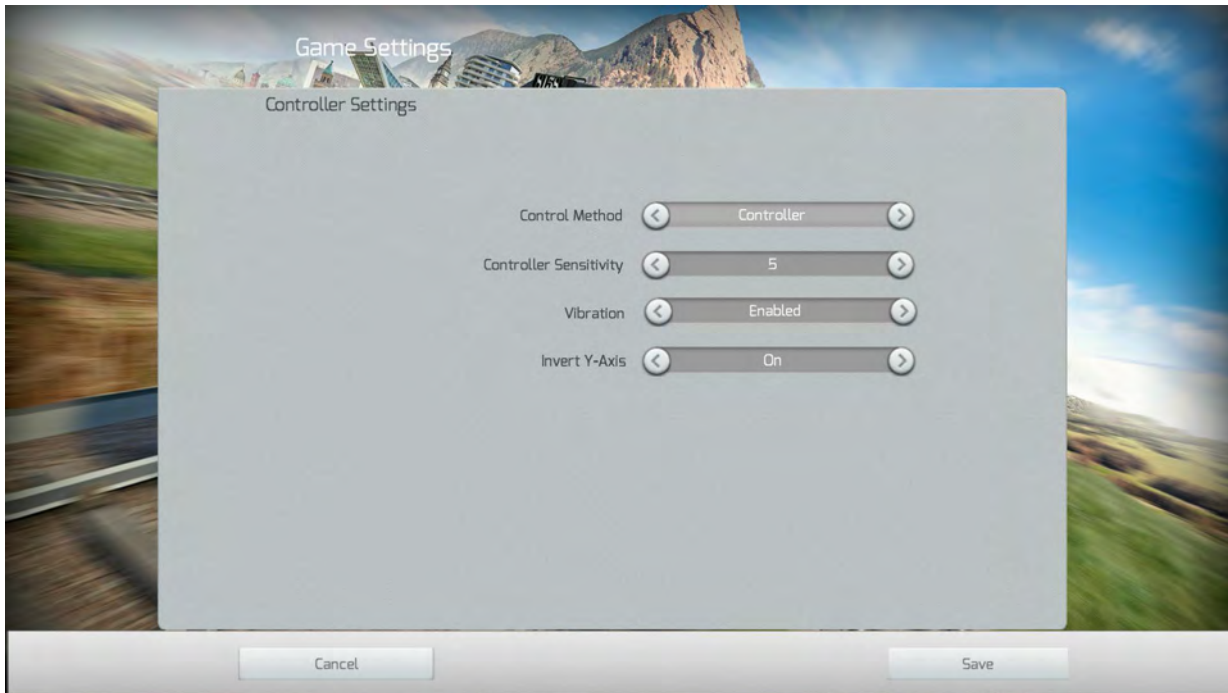 Game Settings
Controller Settings
Control Method
Controller
Controller Sensitivity
5
Vibration
Enabled
Invert Y-Axis
On
Cancel
Save